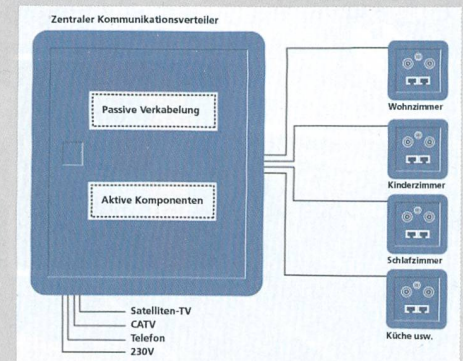 Zentraler Kommunikationsverteiler
Passive Verkabelung
Aktive Komponenten
Wohnzimmer
Kinderzimmer
Schlafzimmer
Küche usw.
Satelliten-TV
CATV
Telefon
230V